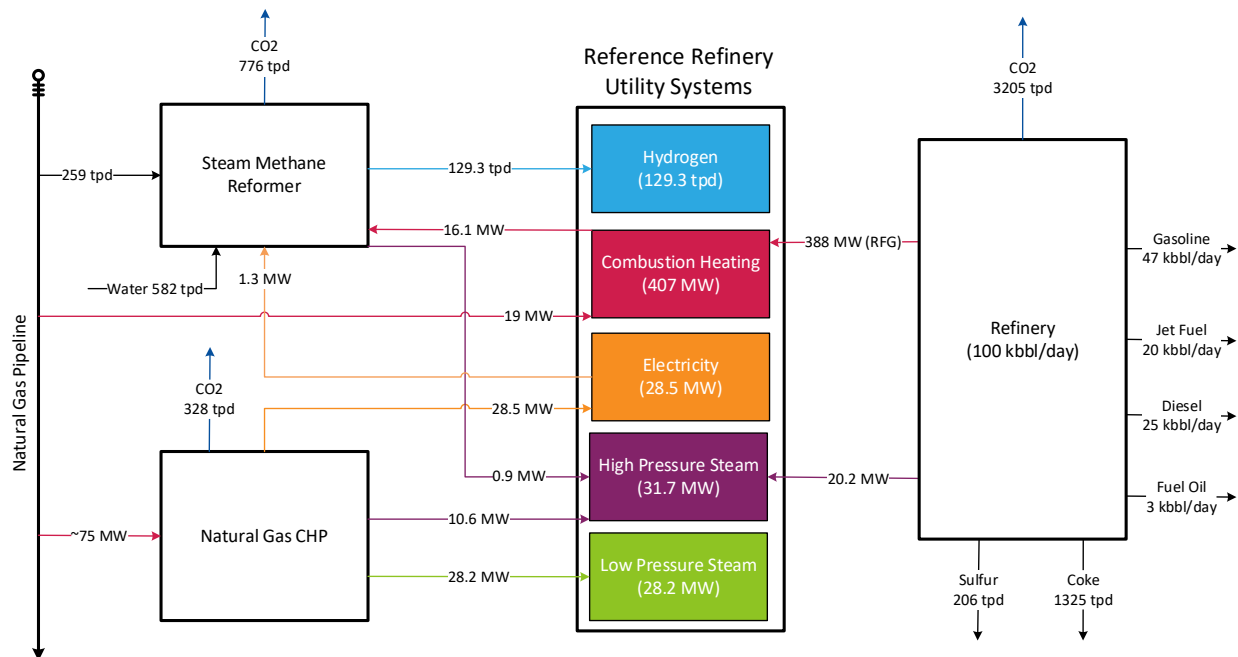 CO2
776 tpd
Reference Refinery
Utility Systems
CO2
3205 tpd
Steam Methane
Reformer
259 tpd
129.3 tpd
Hydrogen
(129.3 tpd)
16.1 MW
388 MW (RFG)
Gasoline
47 kbbl/day
Combustion Heating
(407 MW)
Water 582 tpd
1.3 MW
19 MW
Refinery
(100 kbbl/day)
Jet Fuel
20 kbbl/day
Natural Gas Pipeline
CO2
328 tpd
Electricity
(28.5 MW)
28.5 MW
Diesel
25 kbbl/day
High Pressure Steam
(31.7 MW)
0.9 MW
20.2 MW
Fuel Oil
3 kbbl/day
~75 MW
Natural Gas CHP
10.6 MW
Low Pressure Steam
(28.2 MW)
28.2 MW
Sulfur
206 tpd
Coke
1325 tpd